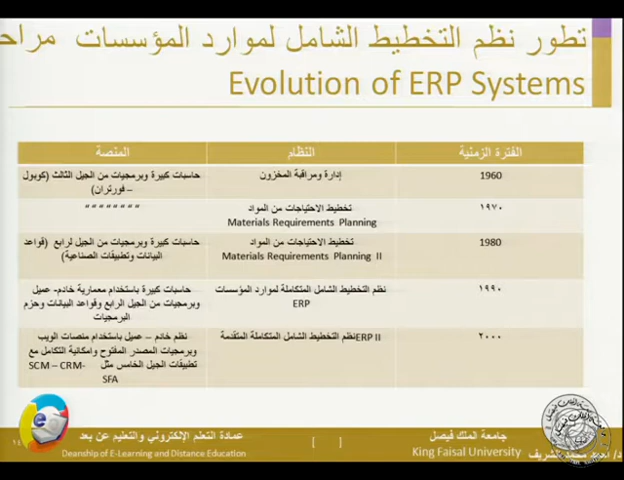 تطور نظم التخطيط الشامل لموارد المؤسسات
Evolution of ERP Systems
الفترة الزمنية النظام المنصة
1960 إدارة ومراقبة المخزون حاسبات كبيرة وبرمجيات من الجيل الثالث (كوبول
– فورتران)
١٩٧٠ تخطيط الاحتياجات من المواد " " " " " " " "
Materials Requirements Planning
1980 تخطيط الاحتياجات من المواد حاسبات كبيرة وبرمجيات من الجيل لرابع (قواعد
Materials Requirements Planning II البيانات وتطبيقات الصناعية)
١٩٩٠ نظم التخطيط الشامل المتكاملة لموارد المؤسسات حاسبات كبيرة باستخدام معمارية خادم- عميل
ERP وبرمجيات من الجيل الرابع وقواعد البيانات وحزم
البرمجيات
٢٠٠٠ ERP IIنظم التخطيط الشامل المتكاملة المتقدمة نظم خادم – عميل باستخدام منصات الويب
وبرمجيات المصدر المفتوح وامكانية التكامل مع
تطبيقات الجيل الخامس مثل SCM – CRM-
SFA
جامعة الملك فيصل
King Faisal University
[ ]
عمادة التعلم الإلكتروني والتعليم عن بعد
Deanship of E-Learning and Distance Education